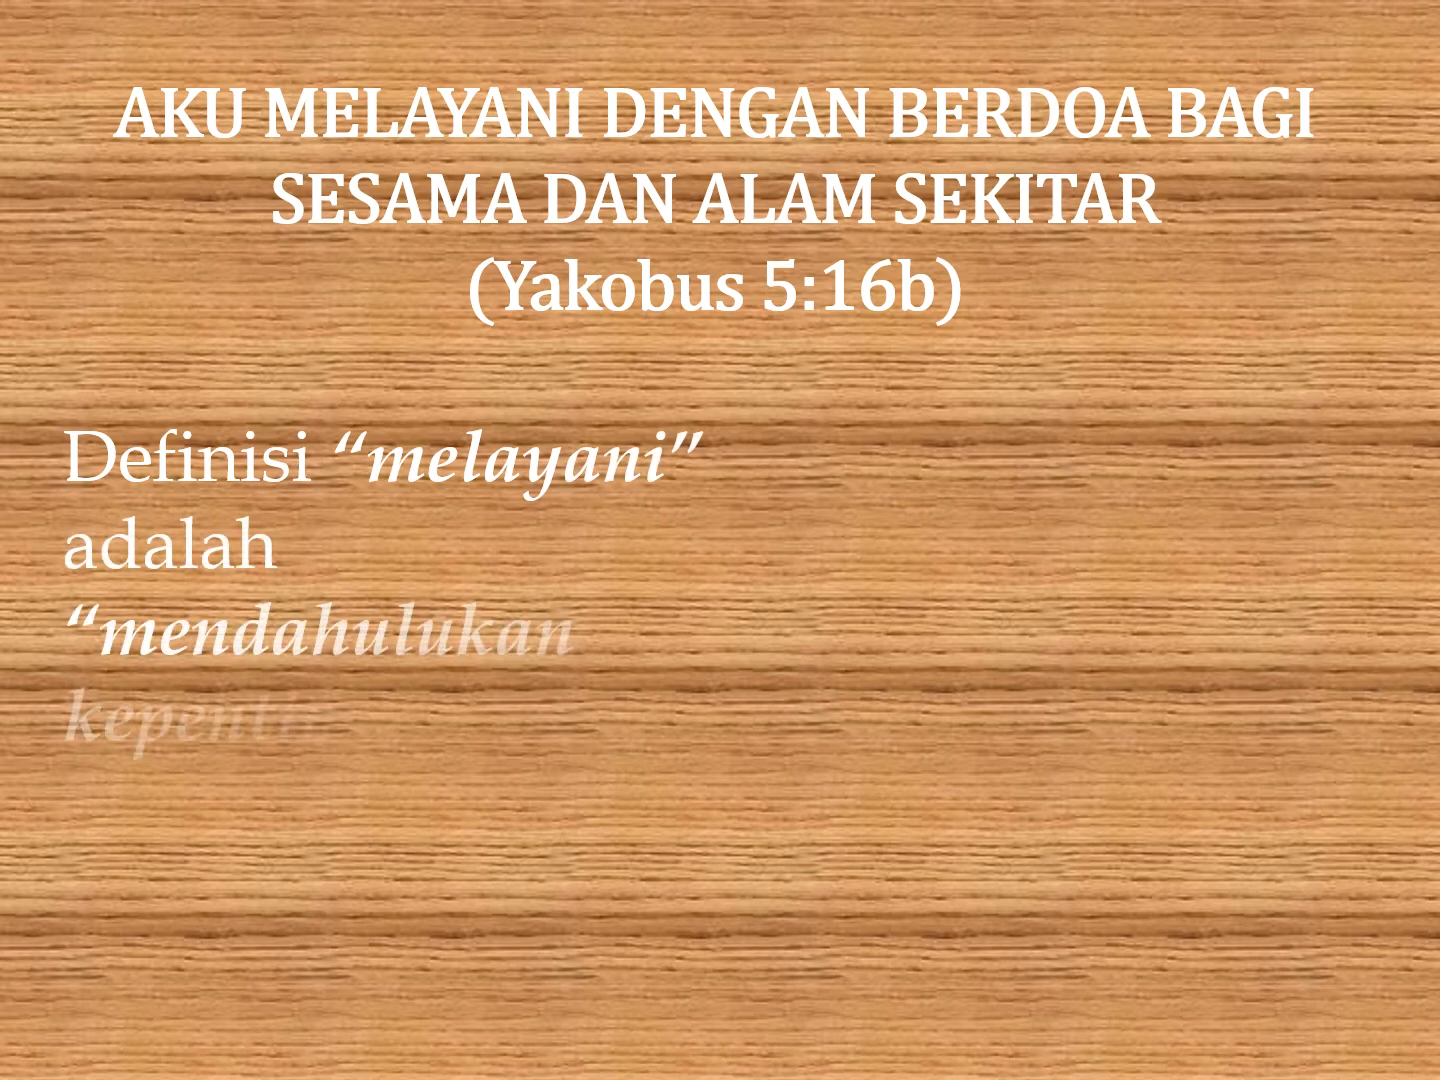 AKU MELAYANI DENGAN BERDOA BAGI
SESAMA DAN ALAM SEKITAR
(Yakobus 5:16b)
Definisi “melayani”
adalah
“mendahulukan